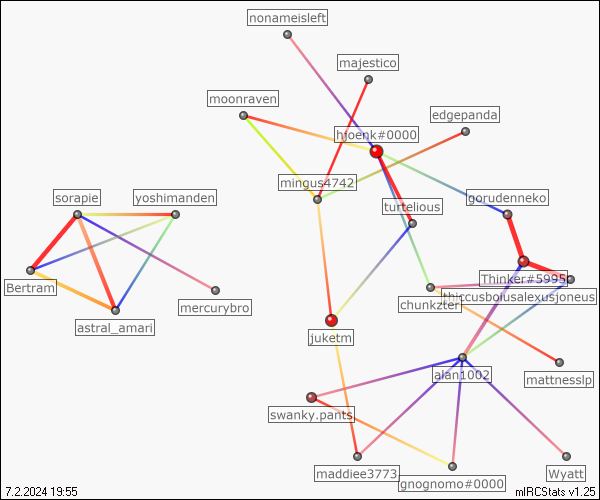 nonameisleft
majestico
moonraven
edgepanda
hjoenk#0000
mingus4742
sorapie
yoshimanden
gorudenneko
turtelious
Bertram
Thinker#5995
thiccusboiusalexusjoneus
mercurybro
chunkzter
astral_amari
juketm
alan1002
mattnesslp
swanky.pants.
maddiee3773
gnognomo#0000
Wyatt
7.2.2024 19:55
mIRCStats v1.25